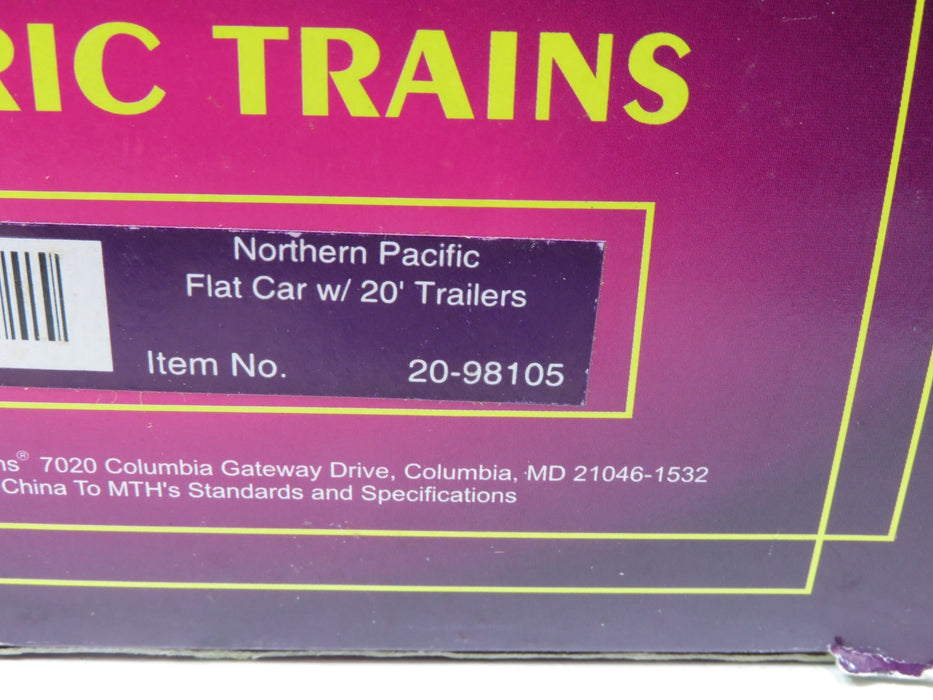 RIC TRAINS
Northern Pacific
Flat Car w/ 20' Trailers
Item No. 20-98105
ns® 7020 Columbia Gateway Drive, Columbia, MD 21046-1532
China To MTH's Standards and Specifications